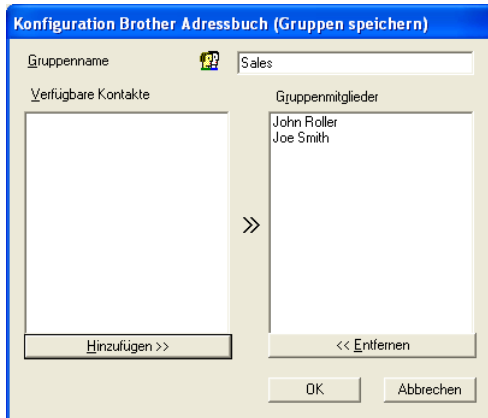 Konfiguration Brother Adressbuch (Gruppen speichern)
Gruppenname
Sales
Verfügbare Kontakte
Gruppenmitglieder
John Roller
Joe Smith
>>
Hinzufügen >>
<< Entfernen
OK
Abbrechen